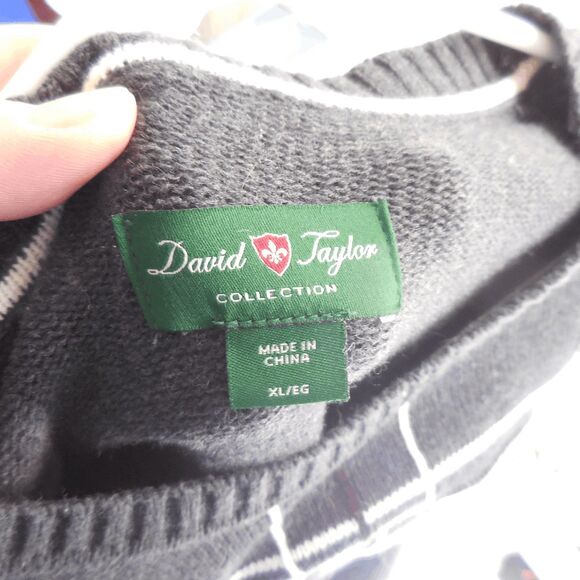 David Taylor
COLLECTION
MADE IN
CHINA
XL/EG